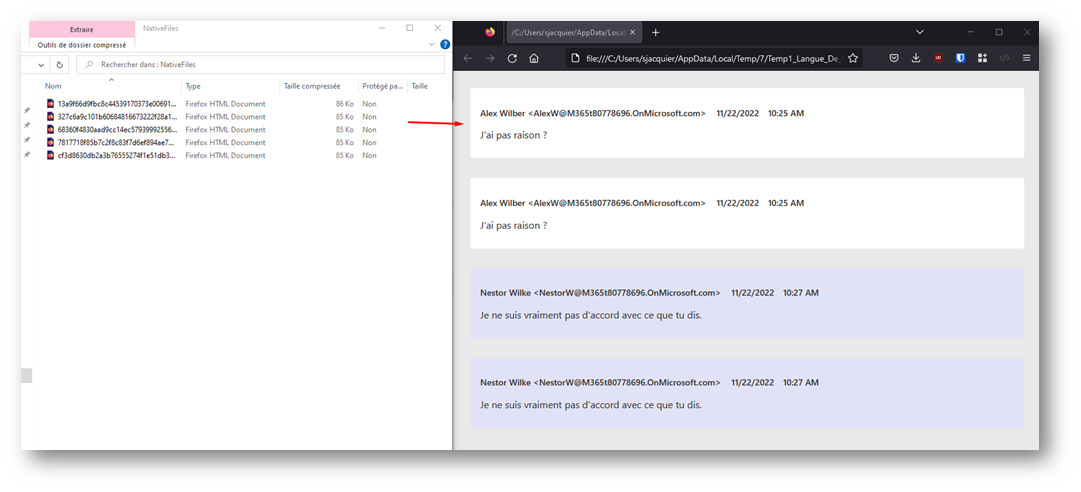 Extraire
NativeFiles
Outils de dossier compressé
Rechercher dans : NativeFiles
Nom Type Taille compressée Protégé pa... Taille
13a9f66d9fbc8c44539170373e00691... Firefox HTML Document 86 Ko Non
327c6a9c101b60684816673222f28a1... Firefox HTML Document 85 Ko Non
68360f4830aad9cc14ec57939992556... Firefox HTML Document 85 Ko Non
7817718f85b7c2f8c83f7d6ef894ae7... Firefox HTML Document 85 Ko Non
cf3d8630db2a3b76555274f1e51db3... Firefox HTML Document 85 Ko Non
/C:/Users/sjacquier/AppData/Local
file:///C:/Users/sjacquier/AppData/Local/Temp/7/Temp1_Langue_De_
Alex Wilber <AlexW@M365t80778696.OnMicrosoft.com> 11/22/2022 10:25 AM
J'ai pas raison ?
Alex Wilber <AlexW@M365t80778696.OnMicrosoft.com> 11/22/2022 10:25 AM
J'ai pas raison ?
Nestor Wilke <NestorW@M365t80778696.OnMicrosoft.com> 11/22/2022 10:27 AM
Je ne suis vraiment pas d'accord avec ce que tu dis.
Nestor Wilke <NestorW@M365t80778696.OnMicrosoft.com> 11/22/2022 10:27 AM
Je ne suis vraiment pas d'accord avec ce que tu dis.